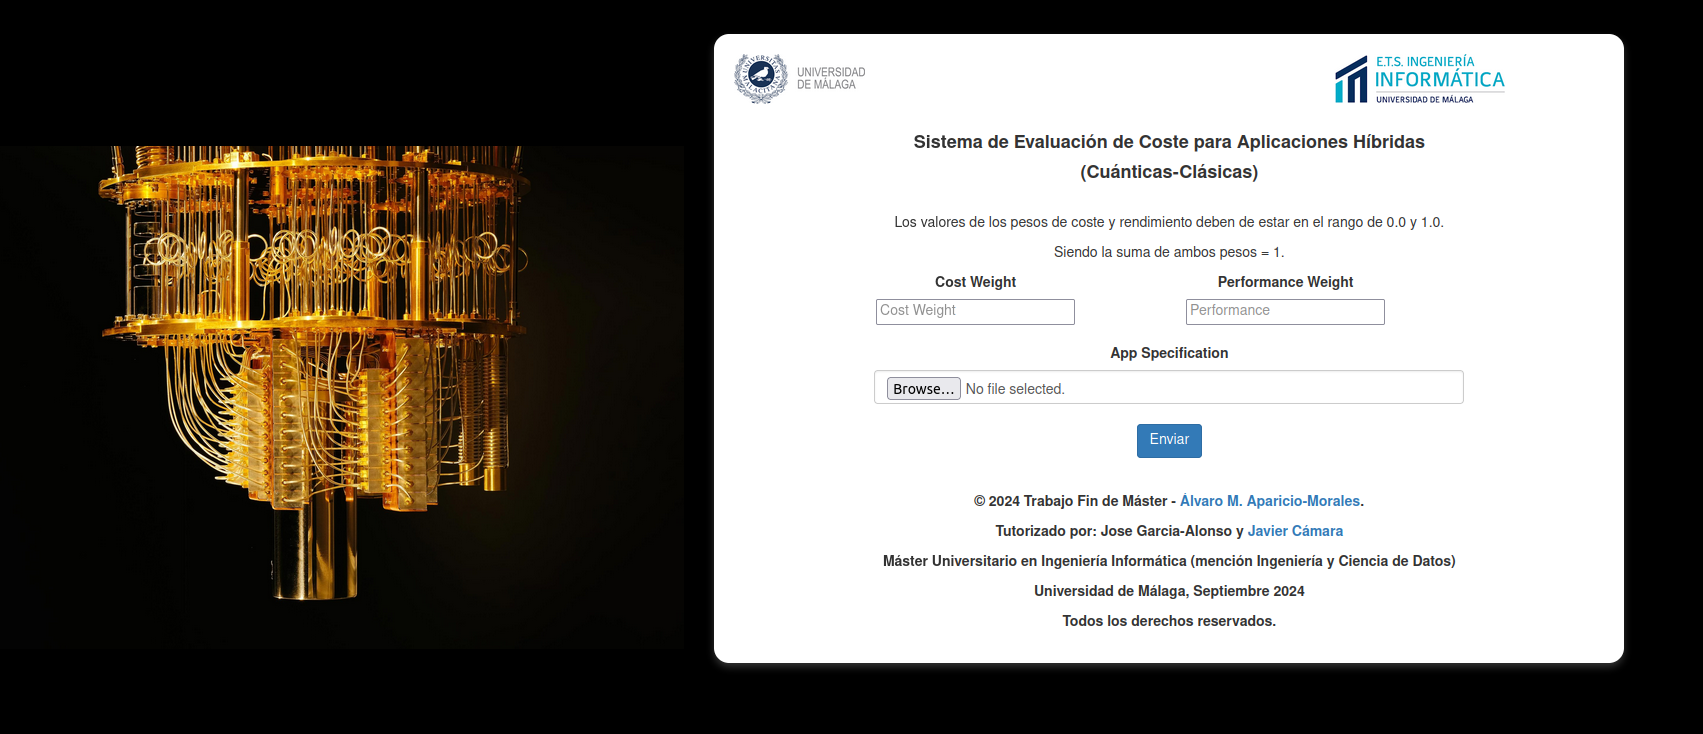 UNIVERSITAS MALACITANA
UNIVERSIDAD
DE MÁLAGA
E.T.S. INGENIERÍA
INFORMÁTICA
UNIVERSIDAD DE MÁLAGA
Sistema de Evaluación de Coste para Aplicaciones Híbridas
(Cuánticas-Clásicas)
Los valores de los pesos de coste y rendimiento deben de estar en el rango de 0.0 y 1.0.
Siendo la suma de ambos pesos = 1.
Cost Weight Performance Weight
Cost Weight Performance
App Specification
Browse... No file selected.
Enviar
© 2024 Trabajo Fin de Máster - Álvaro M. Aparicio-Morales.
Tutorizado por: Jose Garcia-Alonso y Javier Cámara
Máster Universitario en Ingeniería Informática (mención Ingeniería y Ciencia de Datos)
Universidad de Málaga, Septiembre 2024
Todos los derechos reservados.